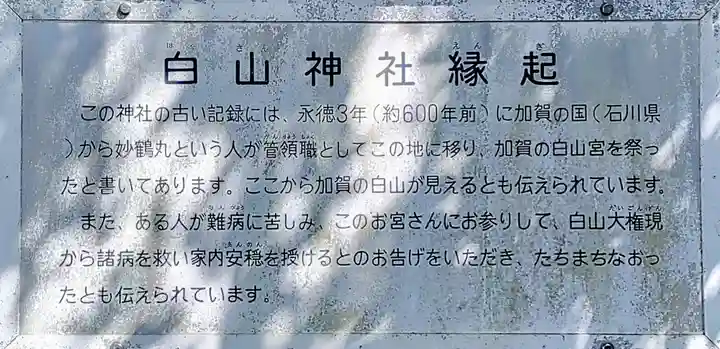 白山神社縁起
この神社の古い記録には、永徳3年(約600年前)に加賀の国(石川県
)から妙鶴丸という人が管領職としてこの地に移り、加賀の白山宮を祭っ
たと書いてあります。ここから加賀の白山が見えるとも伝えられています。
また、ある人が難病に苦しみ、このお宮さんにお参りして、白山大権現
から諸病を救い家内安穏を授けるとのお告げをいただき、たちまちなおっ
たとも伝えられています。